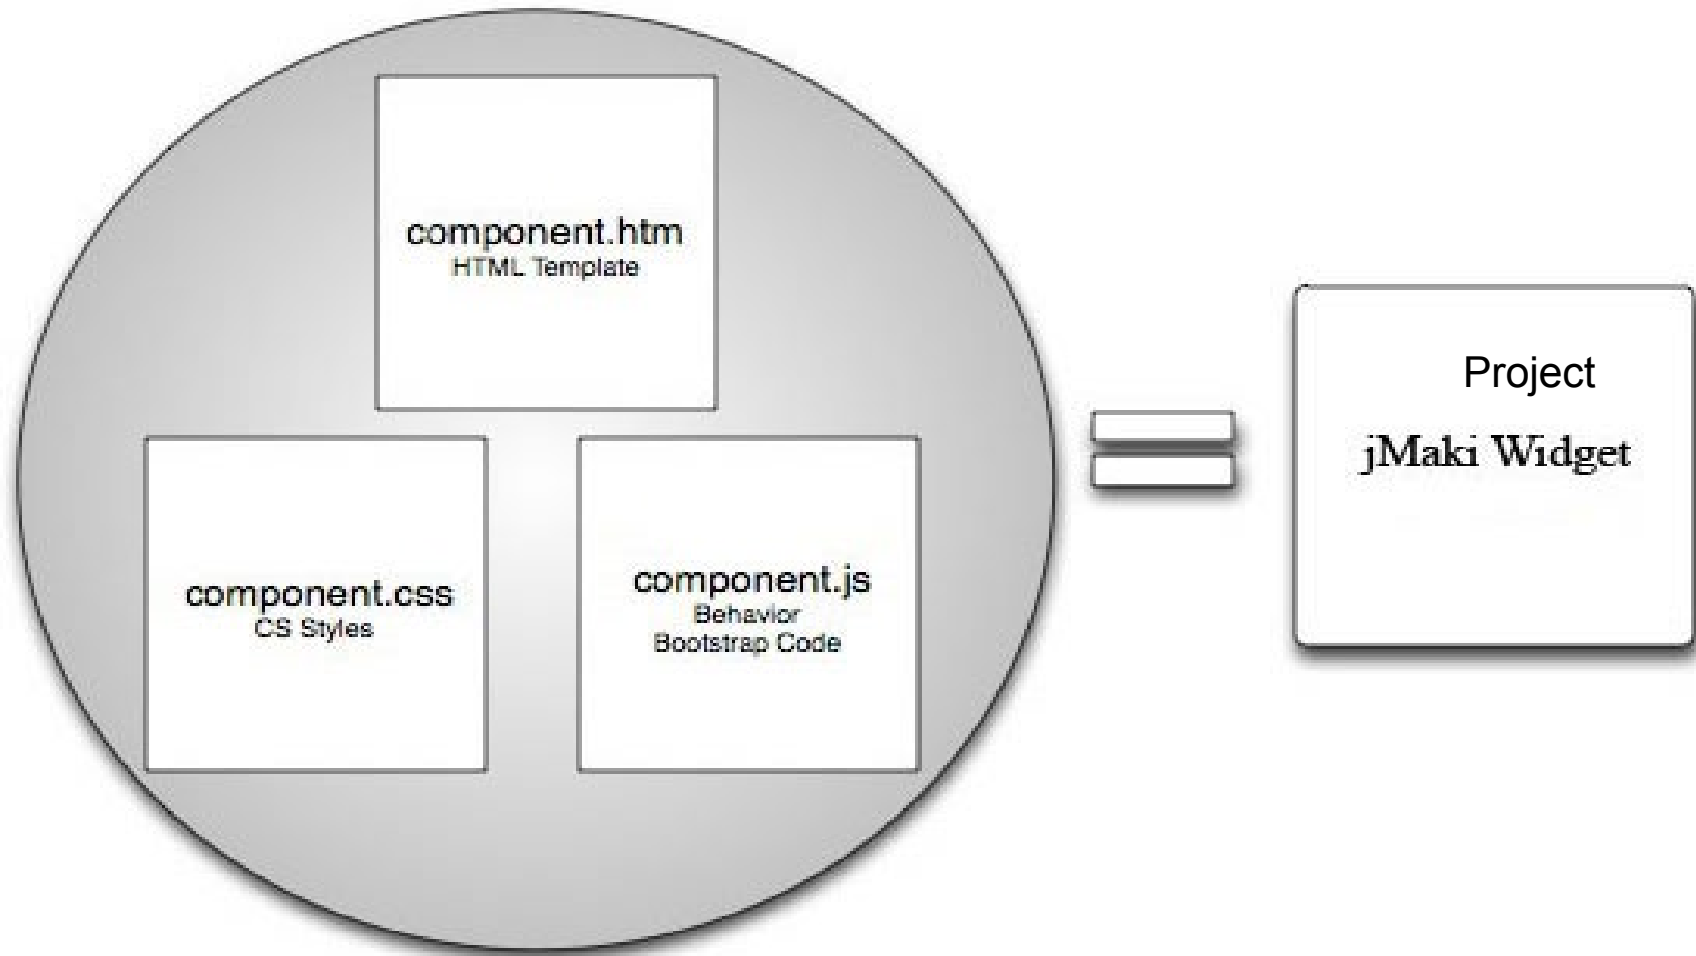 component.htm
HTML Template
component.css
CS Styles
component.js
Behavior
Bootstrap Code
Project
jMaki Widget